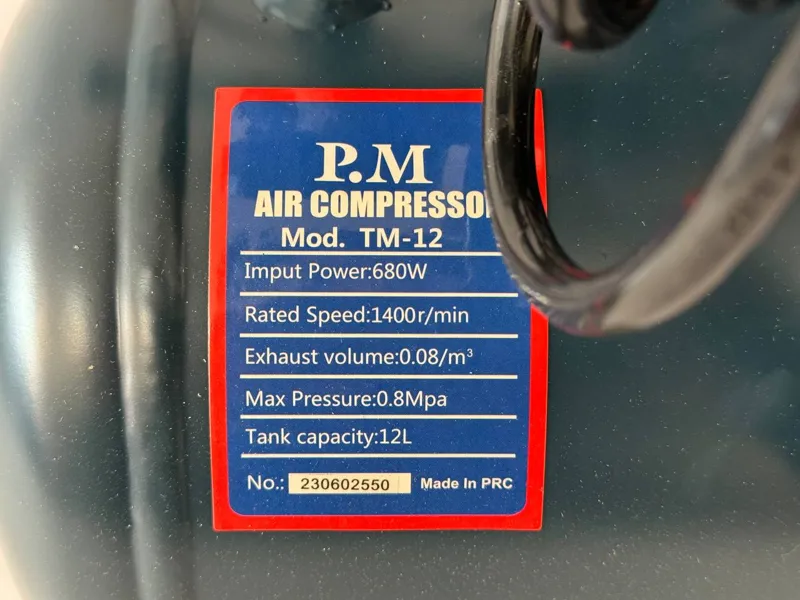 P.M
AIR COMPRESSO
Mod. TM-12
Imput Power:680W
Rated Speed:1400r/min
Exhaust volume:0.08/m³
Max Pressure:0.8Mpa
Tank capacity:12L
No.: 230602550 Made In PRC